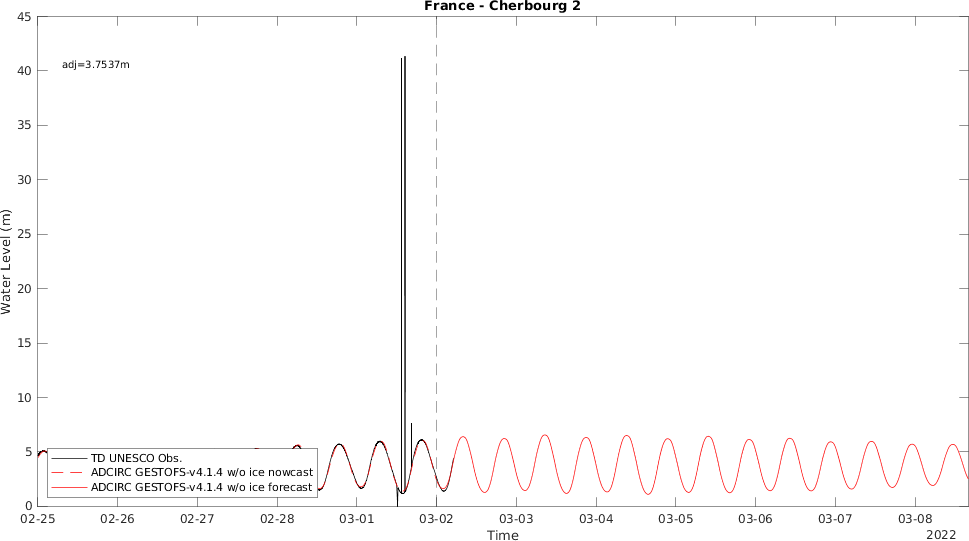 France - Cherbourg 2
45
40
35
30
25
20
15
10
5
0
Water Level (m)
adj=3.7537m
TD UNESCO Obs.
ADCIRC GESTOFS-v4.1.4 w/o ice nowcast
ADCIRC GESTOFS-v4.1.4 w/o ice forecast
02-25 02-26 02-27 02-28 03-01 03-02 03-03 03-04 03-05 03-06 03-07 03-08
Time
2022